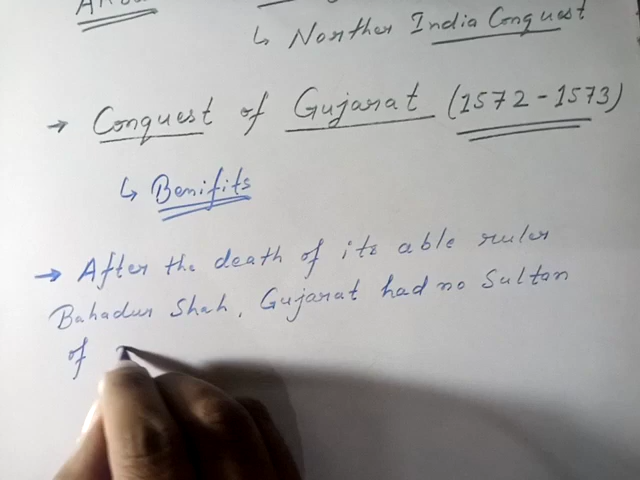 ↳ Norther India Conquest
→ Conquest of Gujarat (1572-1573)
↳ Benifits
→ After the death of its able ruler
Bahadur Shah, Gujarat had no Sultan
of